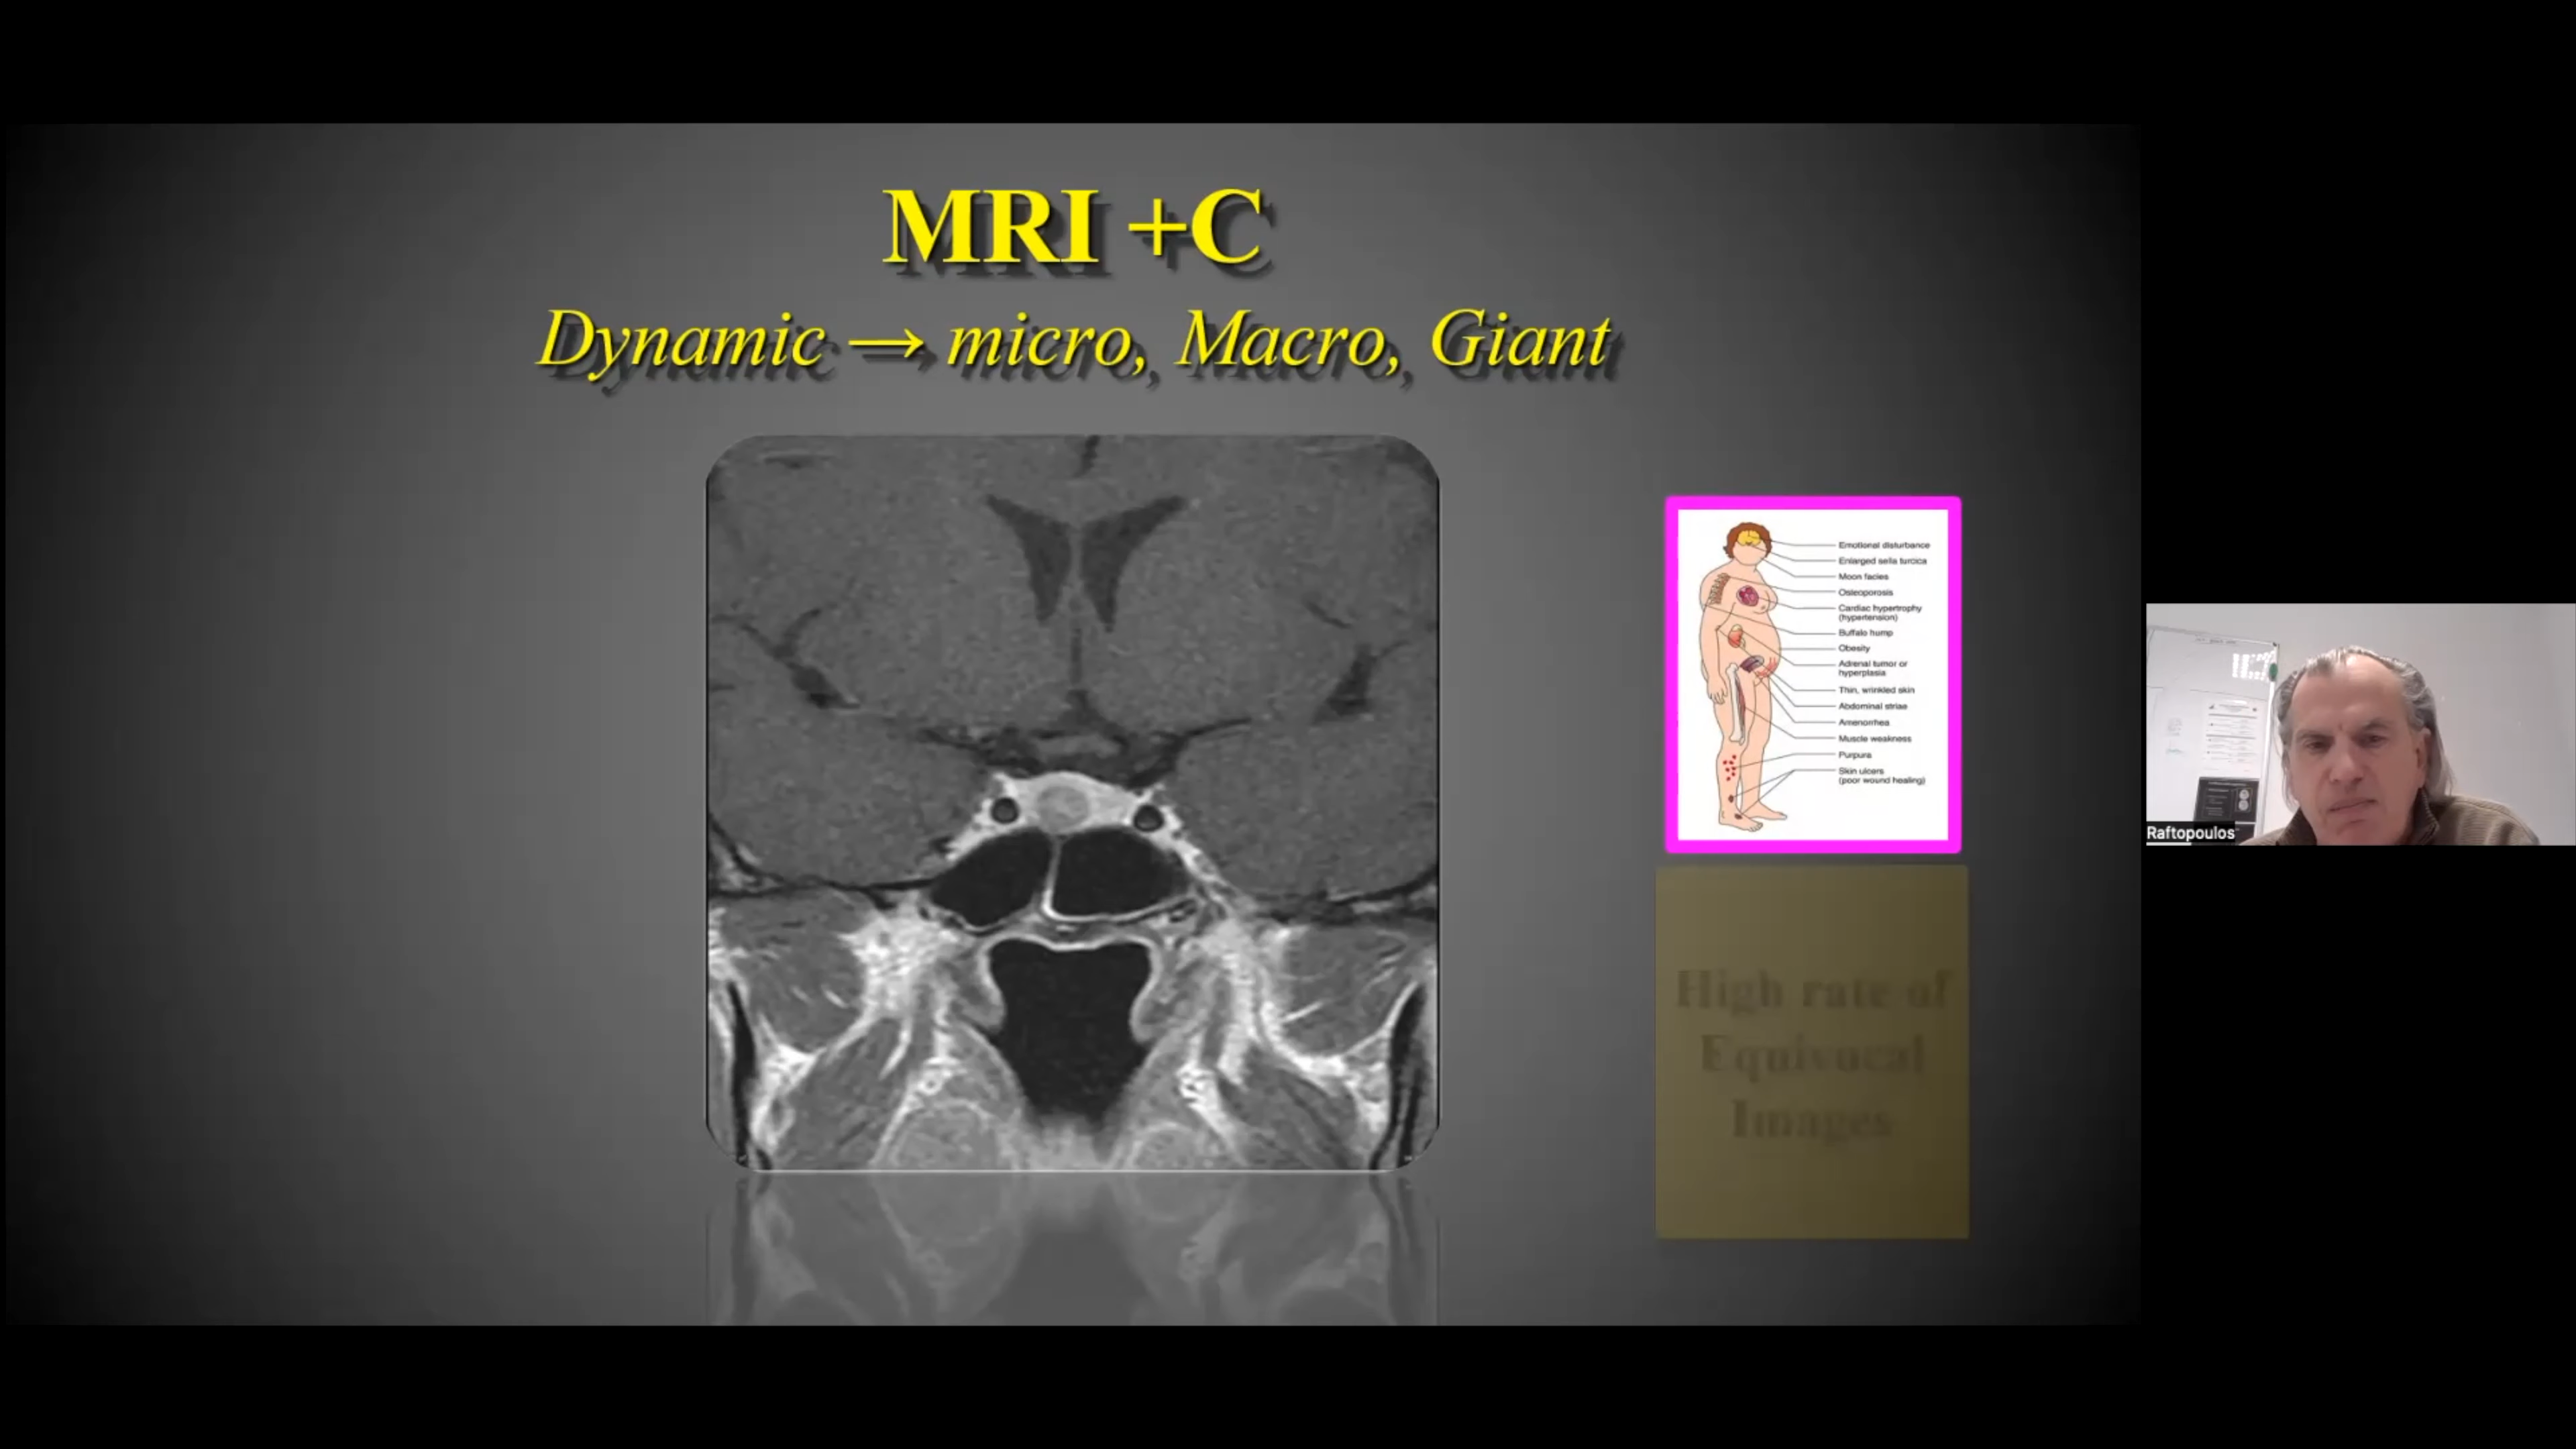 MRI +C
Dynamic → micro, Macro, Giant
Emotional disturbance
Enlarged sella turcica
Moon facies
Osteoporosis
Cardiac hypertrophy
(hypertension)
Buffalo hump
Obesity
Adrenal tumor or
hyperplasia
Thin, wrinkled skin
Abdominal striae
Amenorrhea
Muscle weakness
Purpura
Skin ulcers
(poor wound healing)
High rate of
Equivocal
Images
Raftopoulos